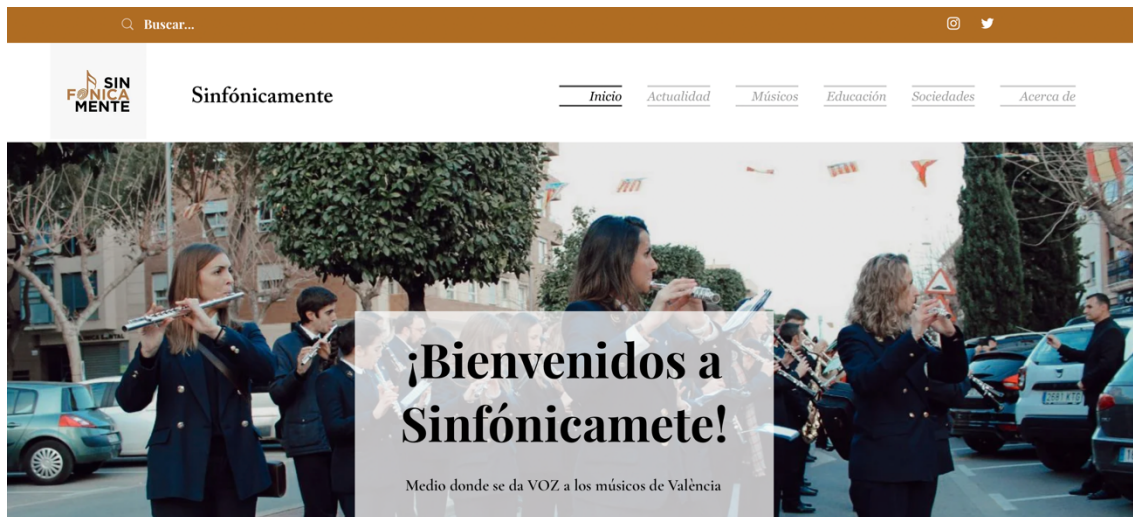 Buscar...
SIN
FÓNICA
MENTE
Sinfónicamente
Inicio Actualidad Músicos Educación Sociedades Acerca de
¡Bienvenidos a
Sinfónicamete!
Medio donde se da VOZ a los músicos de València